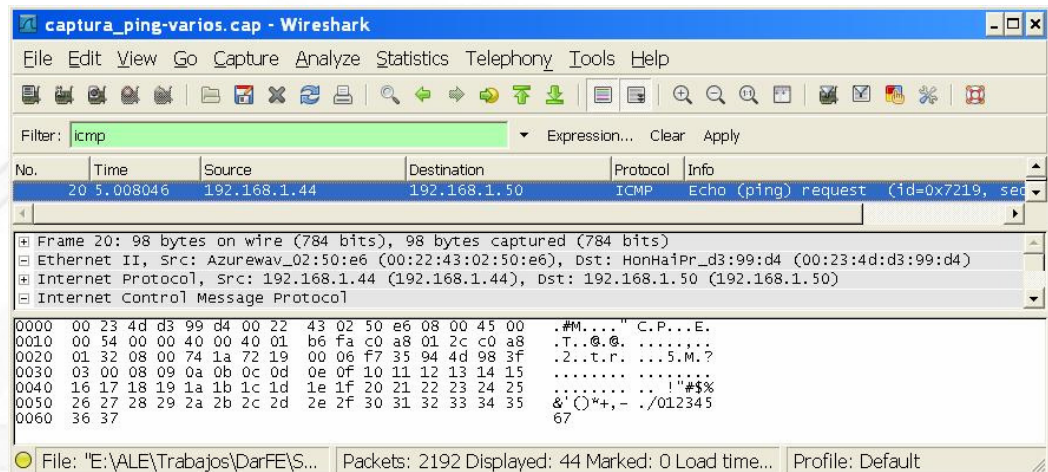 captura_ping-varios.cap - Wireshark
File Edit View Go Capture Analyze Statistics Telephony Tools Help
Filter: icmp Expression... Clear Apply
No. Time Source Destination Protocol Info
20 5.008046 192.168.1.44 192.168.1.50 ICMP Echo (ping) request (id=0x7219, seq
Frame 20: 98 bytes on wire (784 bits), 98 bytes captured (784 bits)
Ethernet II, Src: Azurewav_02:50:e6 (00:22:43:02:50:e6), Dst: HonHaiPr_d3:99:d4 (00:23:4d:d3:99:d4)
Internet Protocol, Src: 192.168.1.44 (192.168.1.44), Dst: 192.168.1.50 (192.168.1.50)
Internet Control Message Protocol
0000 00 23 4d d3 99 d4 00 22 43 02 50 e6 08 00 45 00 .#M...." C.P...E.
0010 00 54 00 00 40 00 40 01 b6 fa c0 a8 01 2c c0 a8 .T..@.@. .....,..
0020 01 32 08 00 74 1a 72 19 00 06 f7 35 94 4d 98 3f .2..t.r. ...5.M.?
0030 03 00 08 09 0a 0b 0c 0d 0e 0f 10 11 12 13 14 15 ........ ........
0040 16 17 18 19 1a 1b 1c 1d 1e 1f 20 21 22 23 24 25 ........ .. !"#$%
0050 26 27 28 29 2a 2b 2c 2d 2e 2f 30 31 32 33 34 35 &'()*+,- ./012345
0060 36 37 67
File: "E:\ALE\Trabajos\DarFE\S... Packets: 2192 Displayed: 44 Marked: 0 Load time... Profile: Default